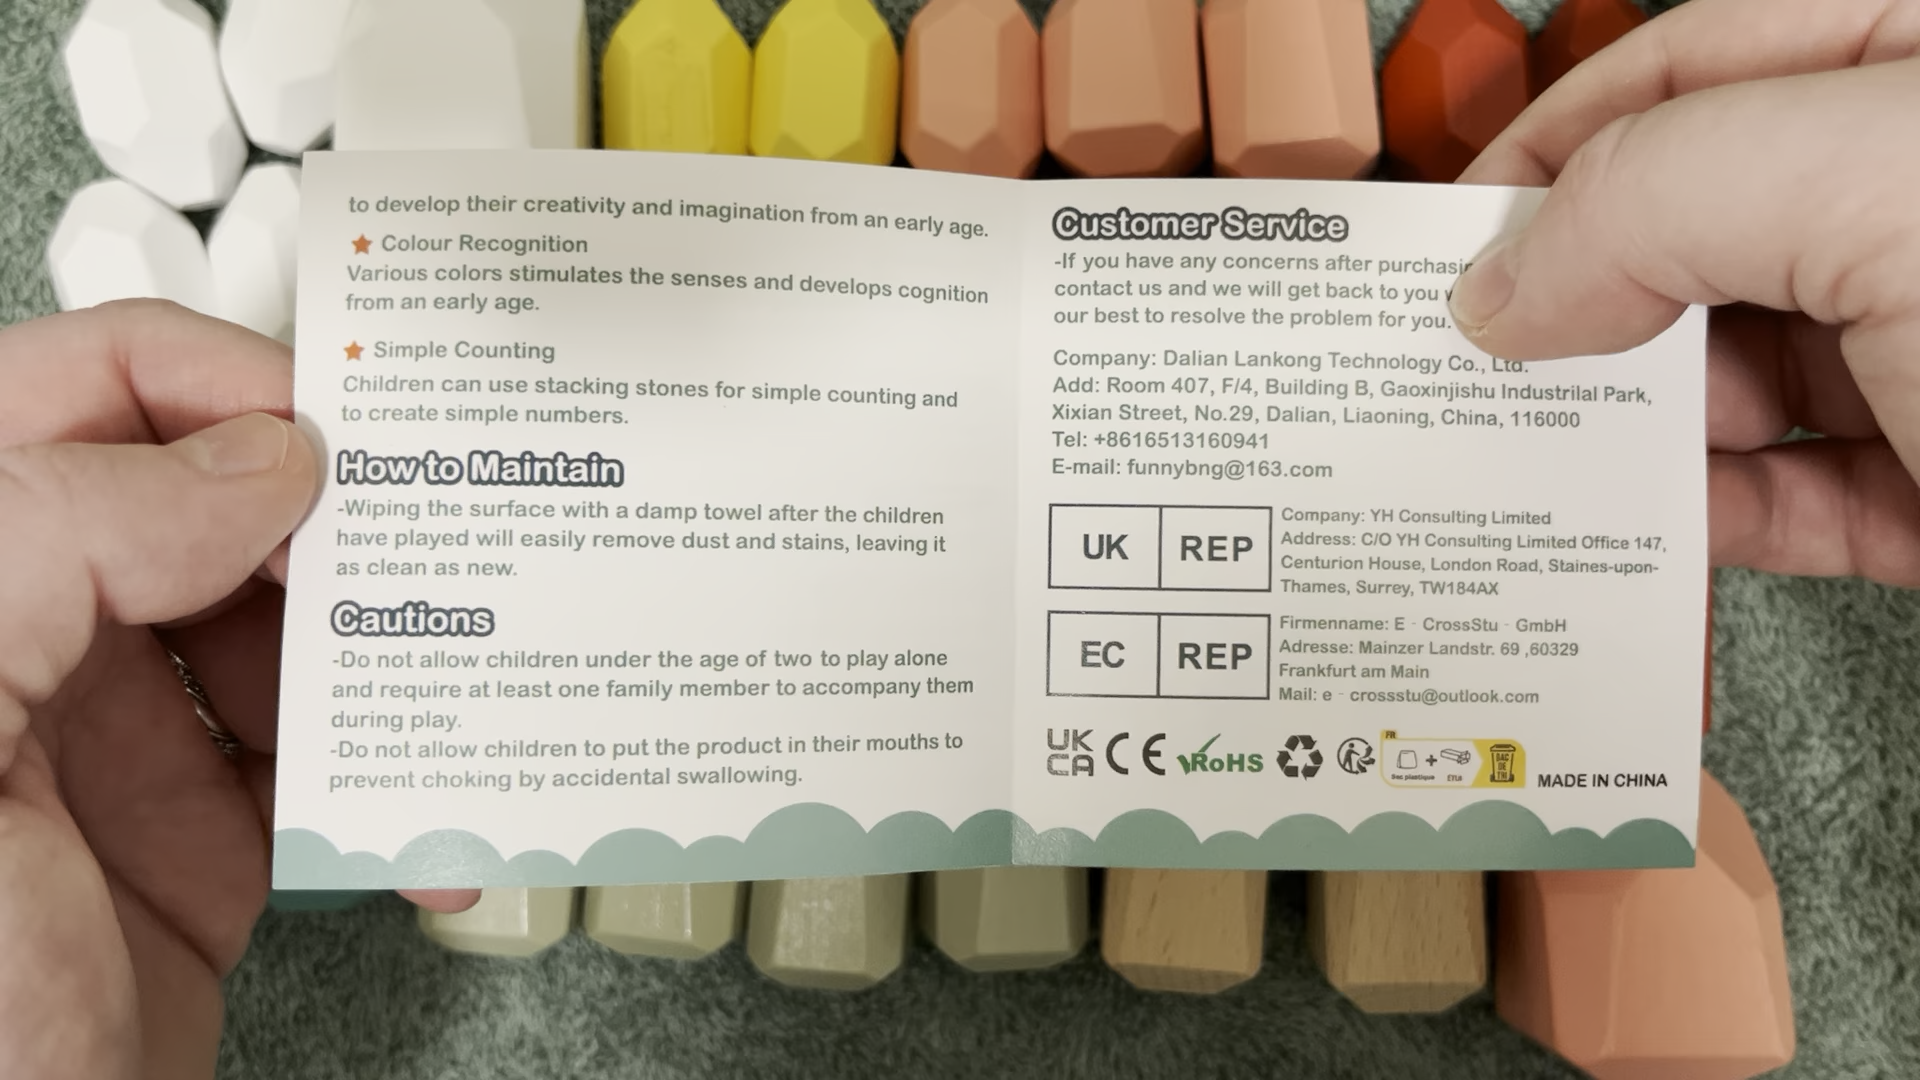 to develop their creativity and imagination from an early age.
Colour Recognition
Various colors stimulates the senses and develops cognition
from an early age.
Simple Counting
Children can use stacking stones for simple counting and
to create simple numbers.
How to Maintain
-Wiping the surface with a damp towel after the children
have played will easily remove dust and stains, leaving it
as clean as new.
Cautions
-Do not allow children under the age of two to play alone
and require at least one family member to accompany them
during play.
-Do not allow children to put the product in their mouths to
prevent choking by accidental swallowing.
Customer Service
-If you have any concerns after
contact us and we will get back to you
our best to resolve the problem for you.
Company: Dalian Lankong Technology Co., Ltd.
Add: Room 407, F/4, Building B, Gaoxinjishu Industrilal Park,
Xixian Street, No.29, Dalian, Liaoning, China, 116000
Tel: +8616513160941
E-mail: funnybng@163.com
UK REP
Company: YH Consulting Limited
Address: C/O YH Consulting Limited Office 147,
Centurion House, London Road, Staines-upon-
Thames, Surrey, TW184AX
EC REP
Firmenname: E - CrossStu - GmbH
Adresse: Mainzer Landstr. 69 ,60329
Frankfurt am Main
Mail: e - crossstu@outlook.com
UK
CA
CE
RoHS
FR
Sac plastique
+
Etui
BAC
DE
TRI
MADE IN CHINA